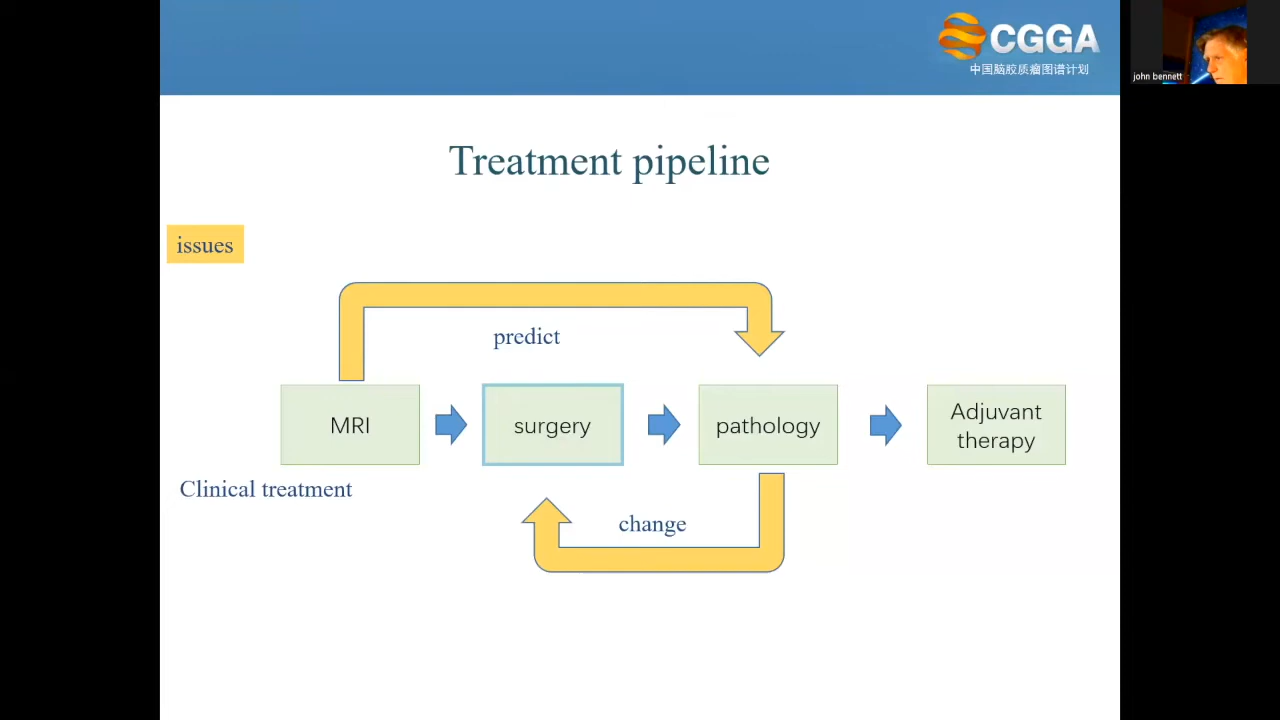 CGGA
中国脑胶质瘤图谱计划
john bennett
Treatment pipeline
issues
predict
MRI
surgery
pathology
Adjuvant
therapy
Clinical treatment
change